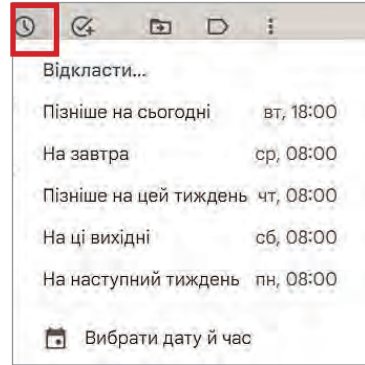 Відкласти...
Пізніше на сьогодні вт, 18:00
На завтра ср, 08:00
Пізніше на цей тиждень чт, 08:00
На ці вихідні сб, 08:00
На наступний тиждень пн, 08:00
Вибрати дату й час